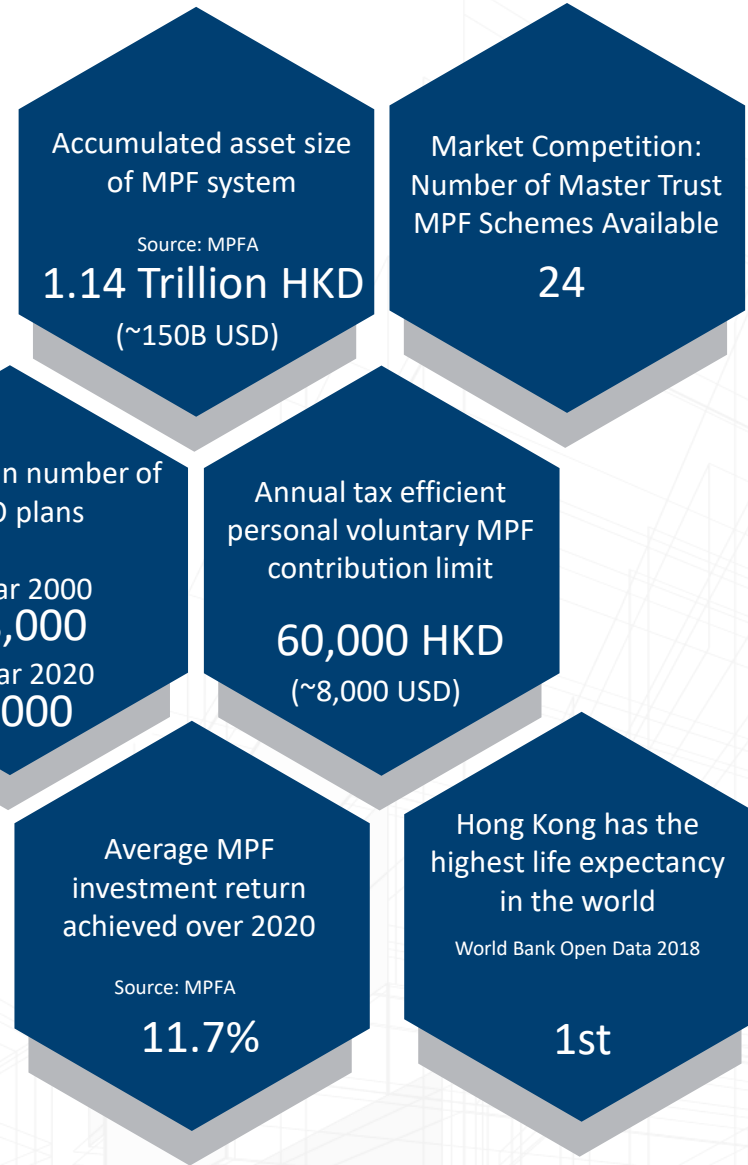 Accumulated asset size
of MPF system
Source: MPFA
1.14 Trillion HKD
(~150B USD)
Market Competition:
Number of Master Trust
MPF Schemes Available
24
number of
plans
2000
,000
2020
000
Annual tax efficient
personal voluntary MPF
contribution limit
60,000 HKD
(~8,000 USD)
Average MPF
investment return
achieved over 2020
Source: MPFA
11.7%
Hong Kong has the
highest life expectancy
in the world
World Bank Open Data 2018
1st